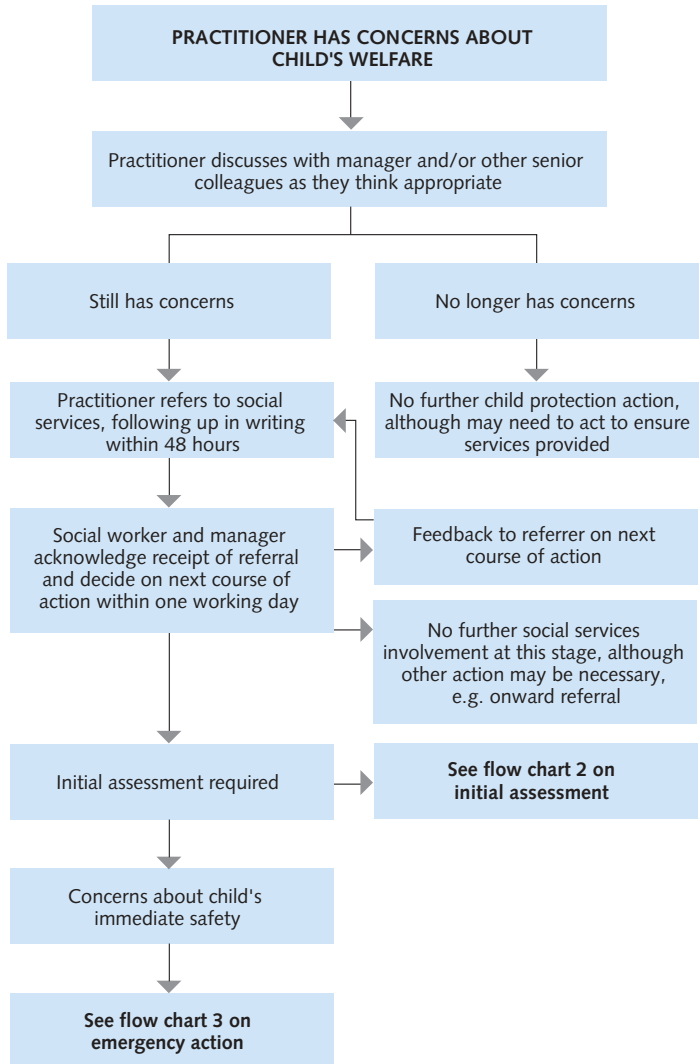 PRACTITIONER HAS CONCERNS ABOUT
CHILD'S WELFARE
Practitioner discusses with manager and/or other senior
colleagues as they think appropriate
Still has concerns
No longer has concerns
Practitioner refers to social
services, following up in writing
within 48 hours
No further child protection action,
although may need to act to ensure
services provided
Social worker and manager
acknowledge receipt of referral
and decide on next course of
action within one working day
Feedback to referrer on next
course of action
No further social services
involvement at this stage, although
other action may be necessary,
e.g. onward referral
Initial assessment required
See flow chart 2 on
initial assessment
Concerns about child's
immediate safety
See flow chart 3 on
emergency action